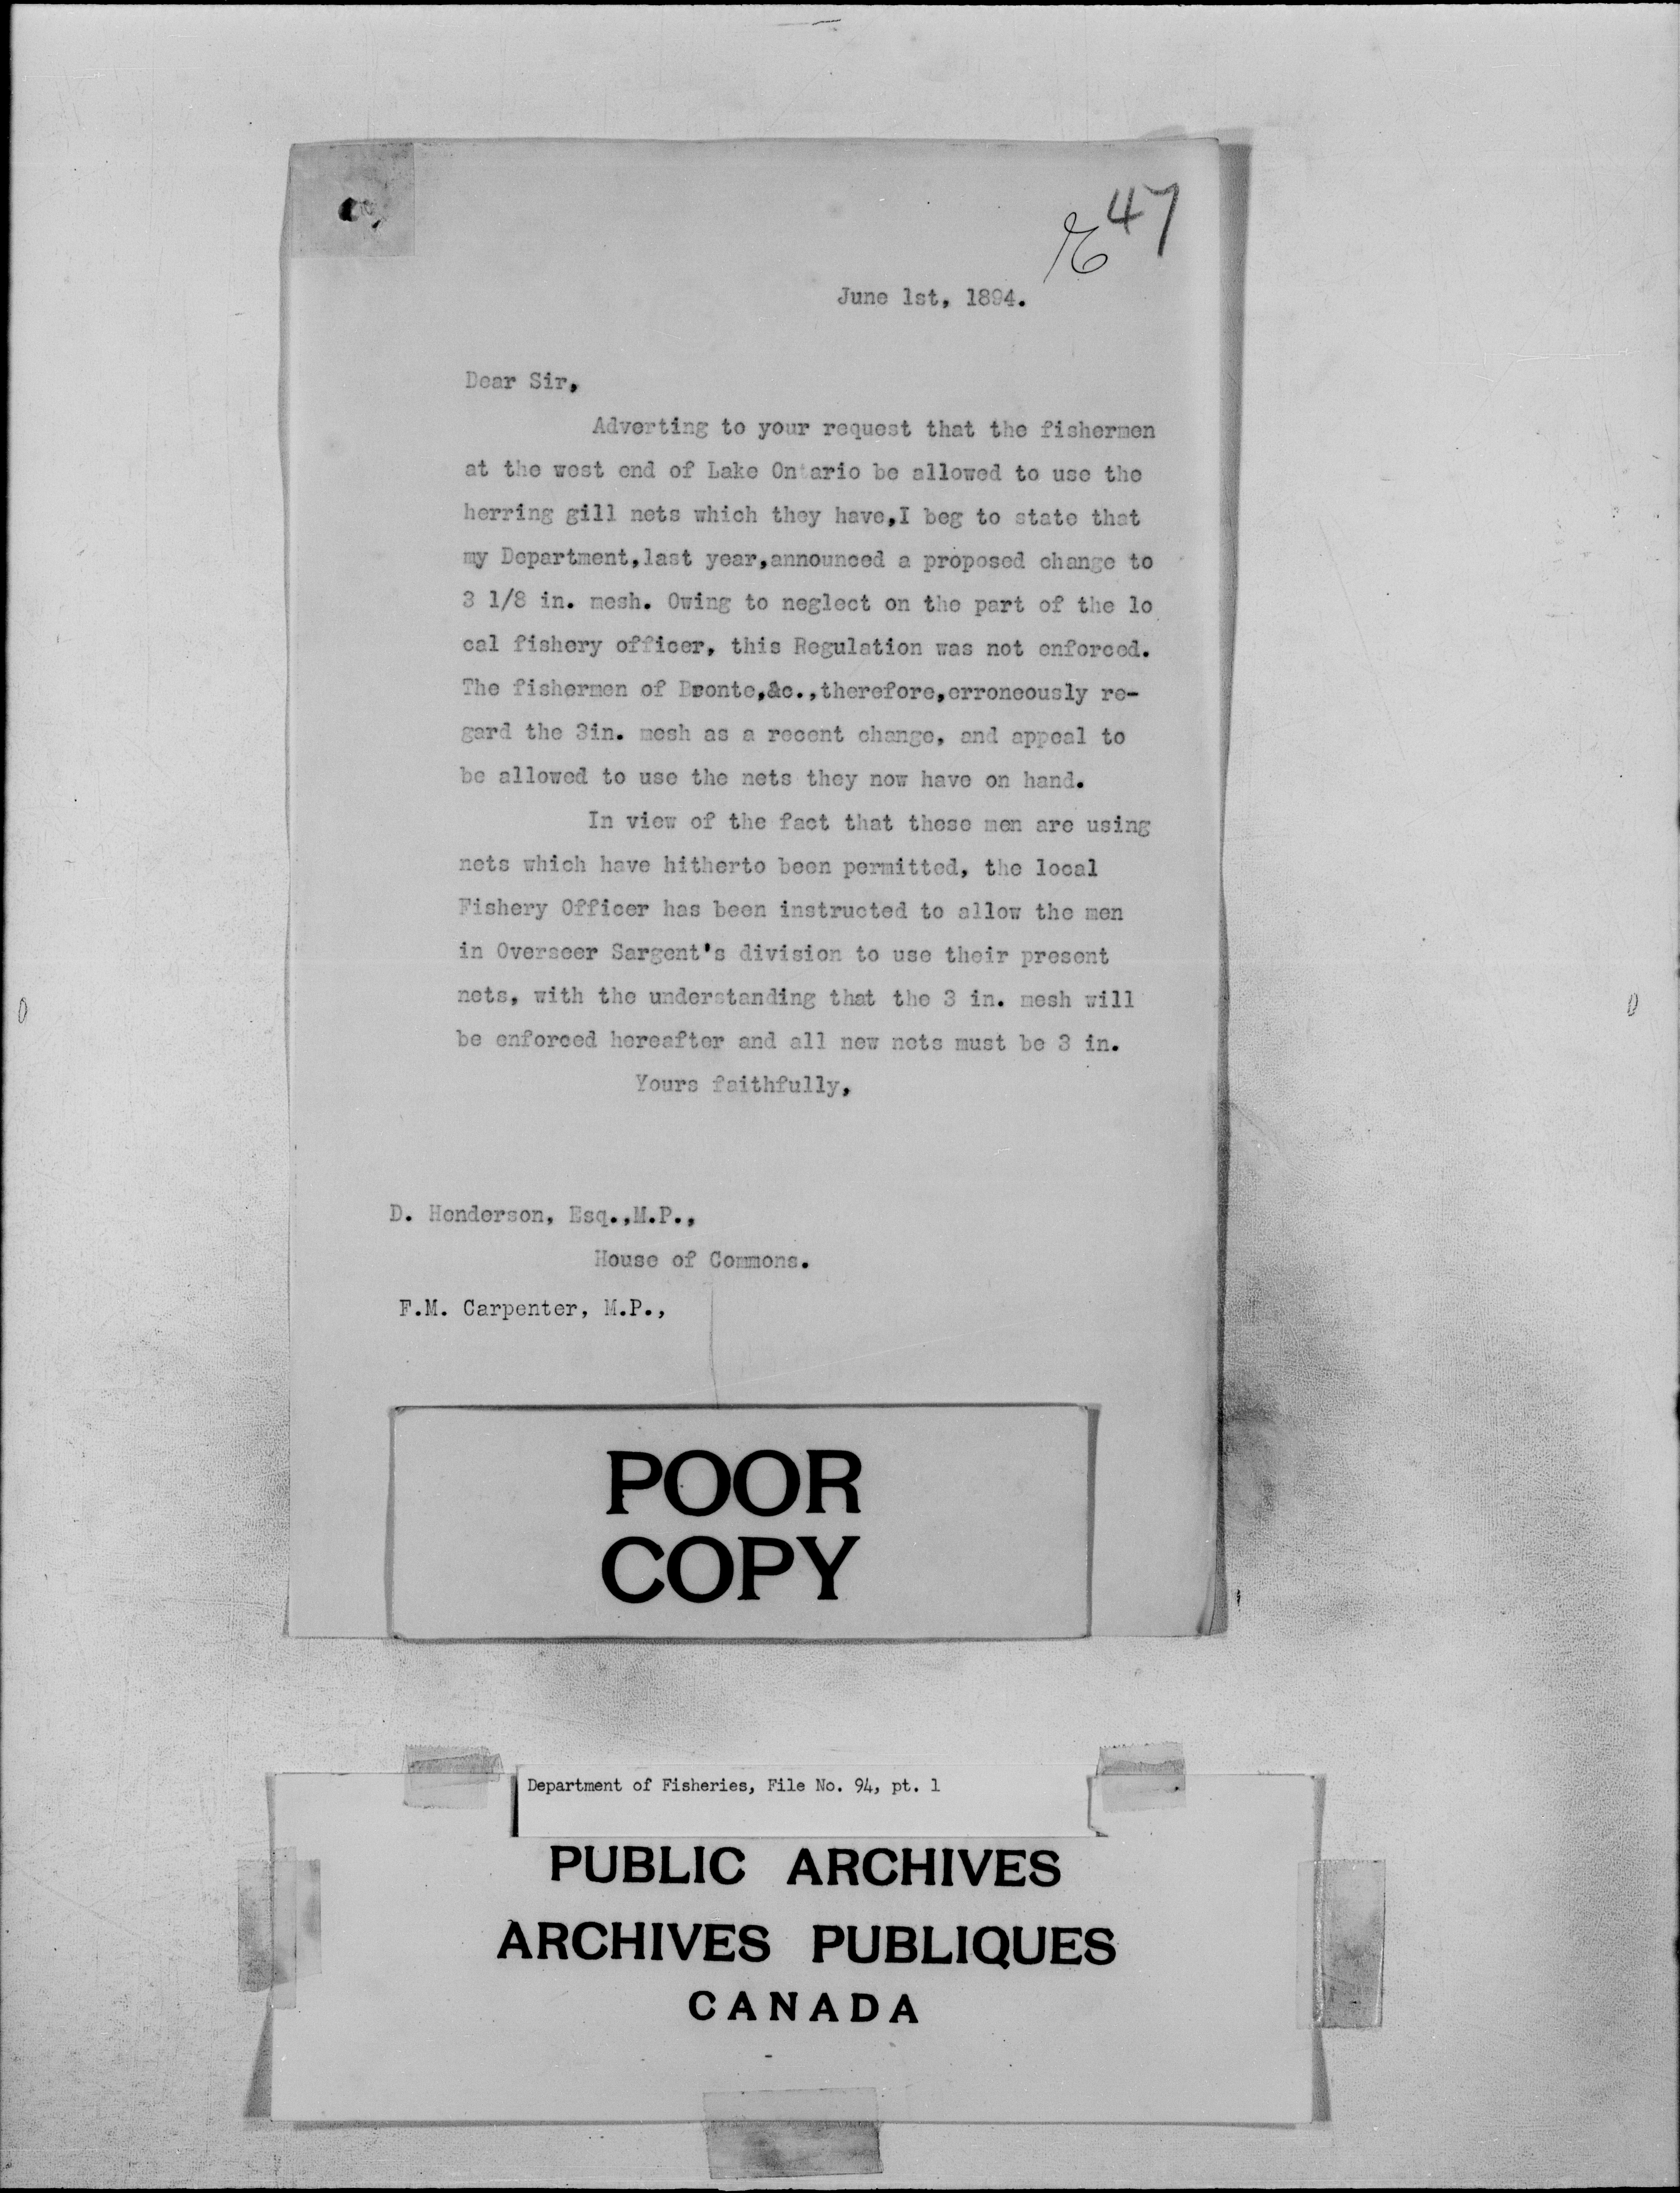 47
June 1st, 1894.
Dear Sir,
Adverting to your request that the fishermen
at the west end of Lake Ontario be allowed to use the
herring gill nets which they have,I beg to state that
my Department,last year,announced a proposed change to
3 1/8 in. mesh. Owing to neglect on the part of the lo
cal fishery officer, this Regulation was not enforced.
The fishermen of Bronte,&c.,therefore,erroneously re-
gard the 3in. mesh as a recent change, and appeal to
be allowed to use the nets they now have on hand.
In view of the fact that these men are using
nets which have hitherto been permitted, the local
Fishery Officer has been instructed to allow the men
in Overseer Sargent's division to use their present
nets, with the understanding that the 3 in. mesh will
be enforced hereafter and all new nets must be 3 in.
Yours faithfully,
D. Henderson, Esq.,M.P.,
House of Commons.
F.M. Carpenter, M.P.,
POOR
COPY
Department of Fisheries, File No. 94, pt. 1
PUBLIC ARCHIVES
ARCHIVES PUBLIQUES
CANADA